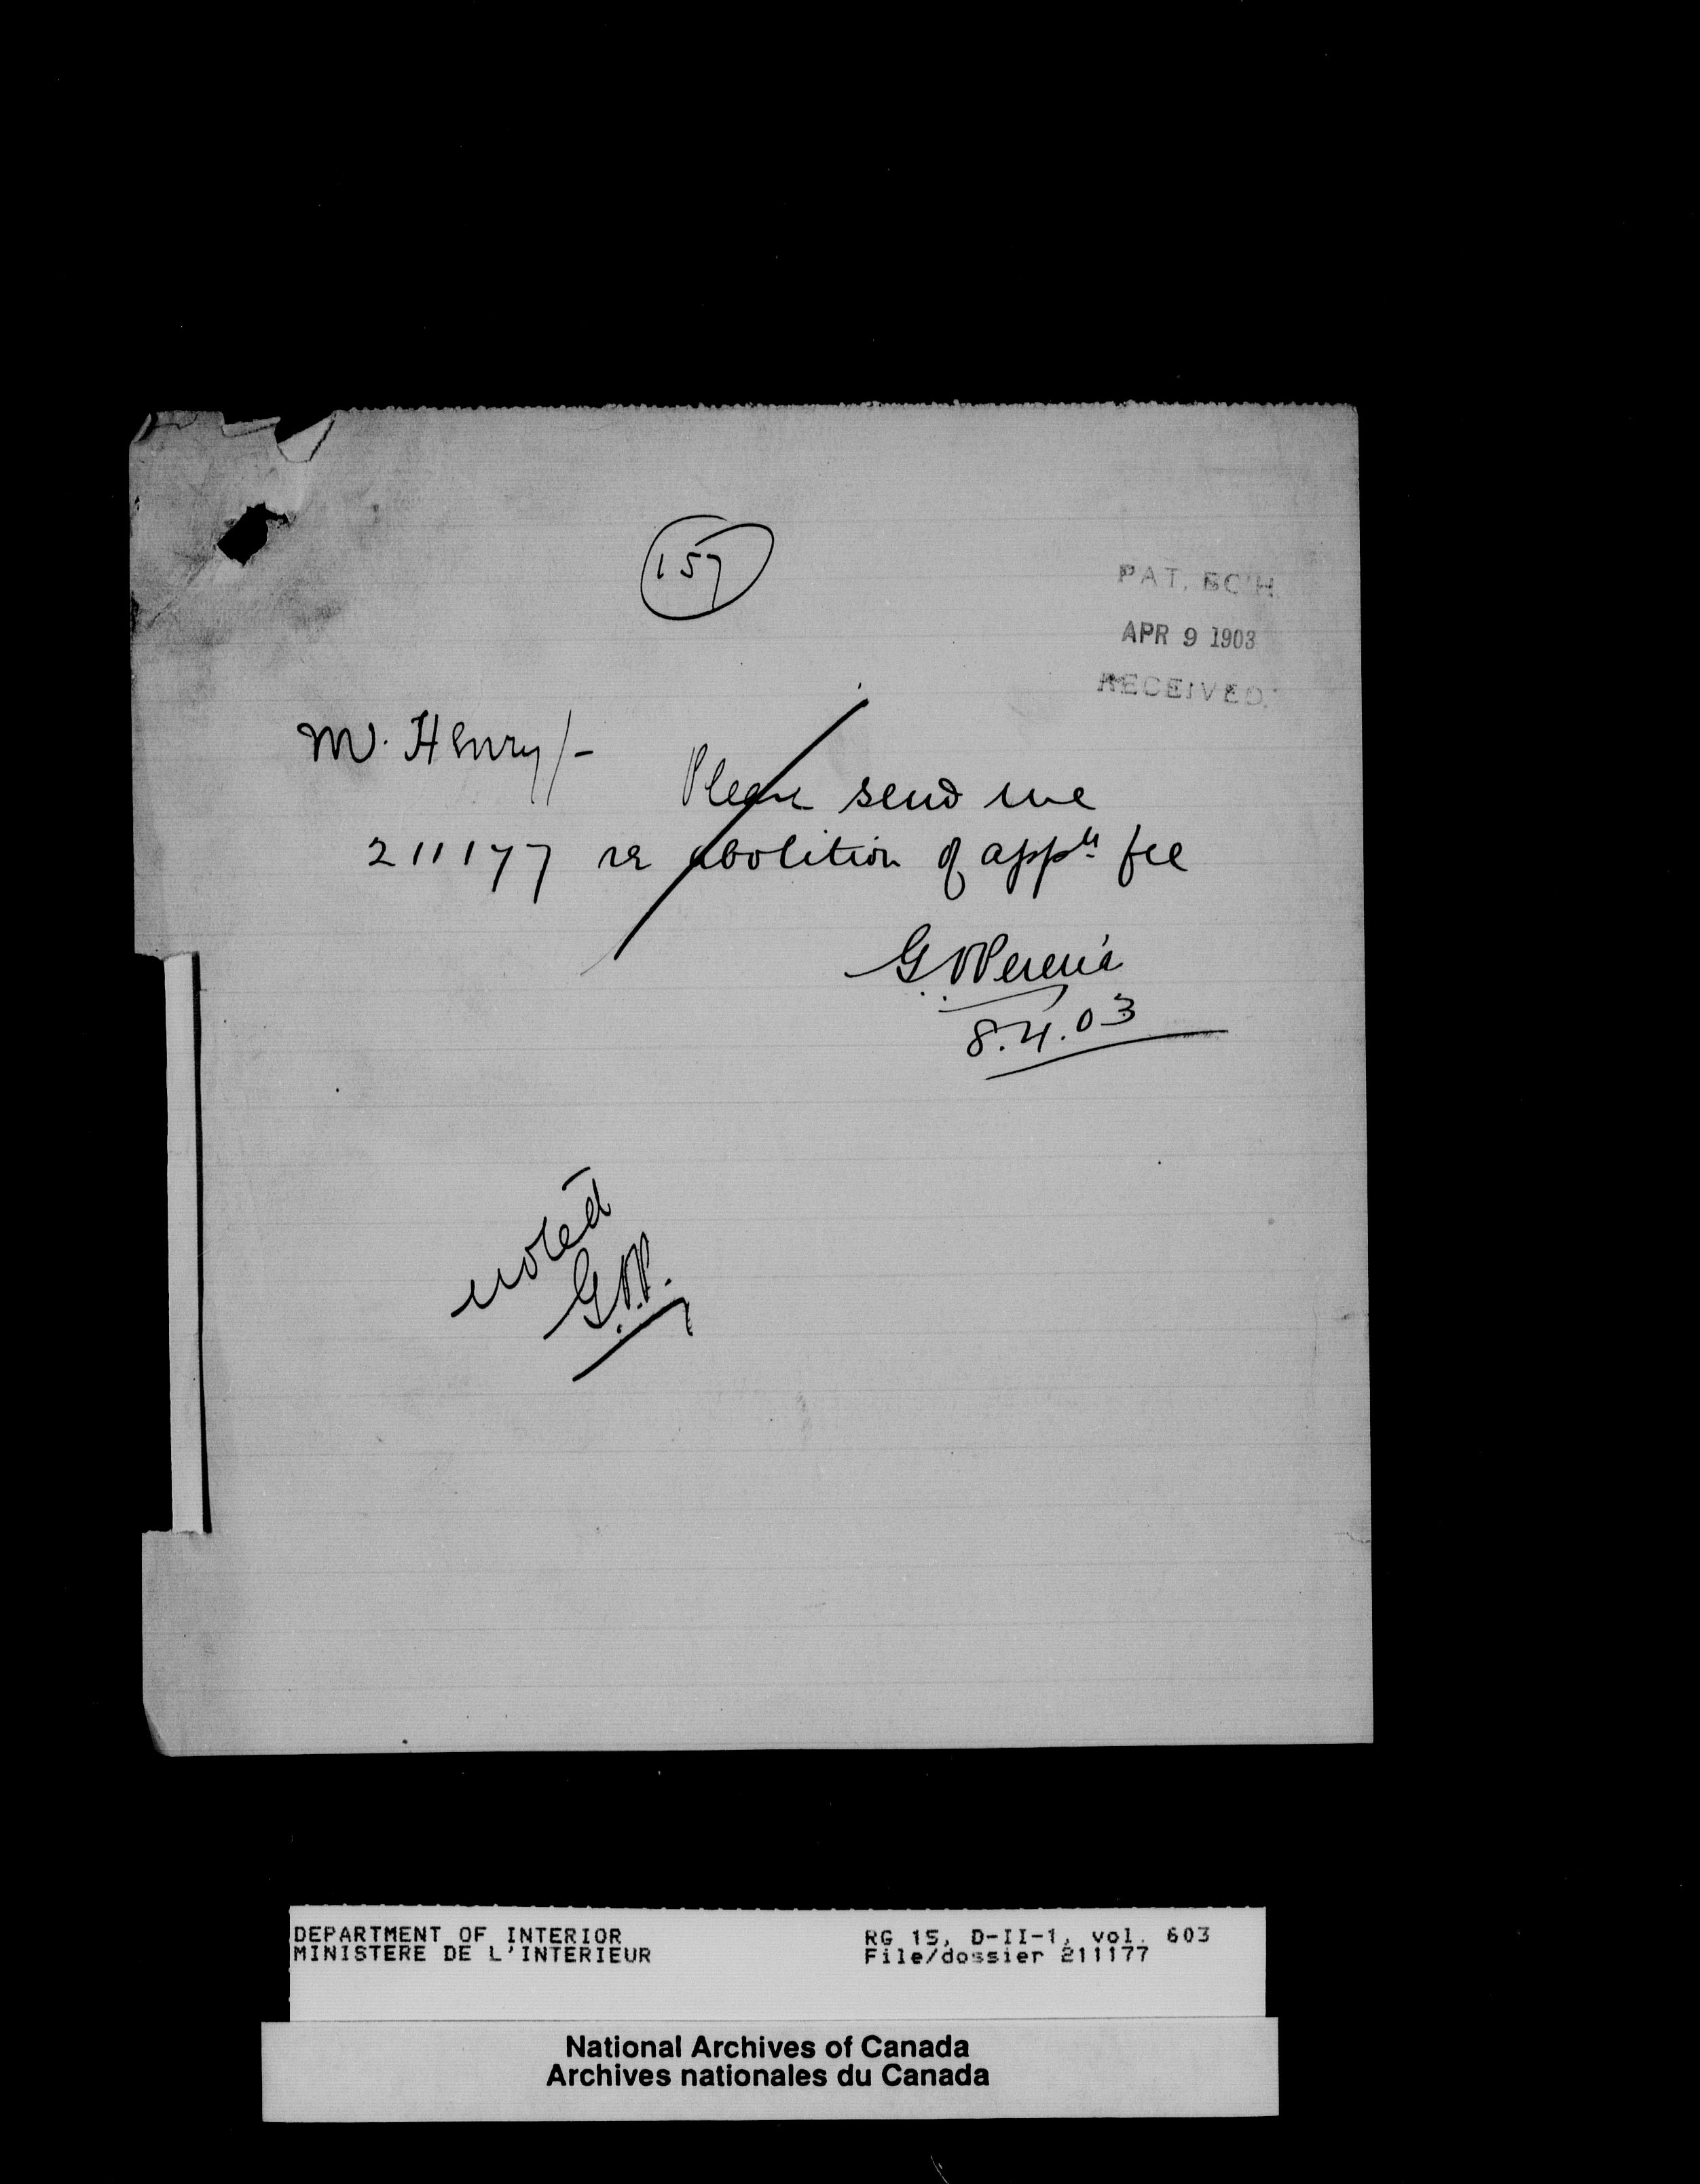 157
PAT. BCH.
APR 9 1903
RECEIVED.
Mr. Henry/-
Please send me
211177 re abolition of appts fee
G.W. Pereira
8.4.03
noted
G.P.
DEPARTMENT OF INTERIOR
MINISTERE DE L'INTERIEUR
RG 15, D-II-1, vol. 603
File/dossier 211177
National Archives of Canada
Archives nationales du Canada